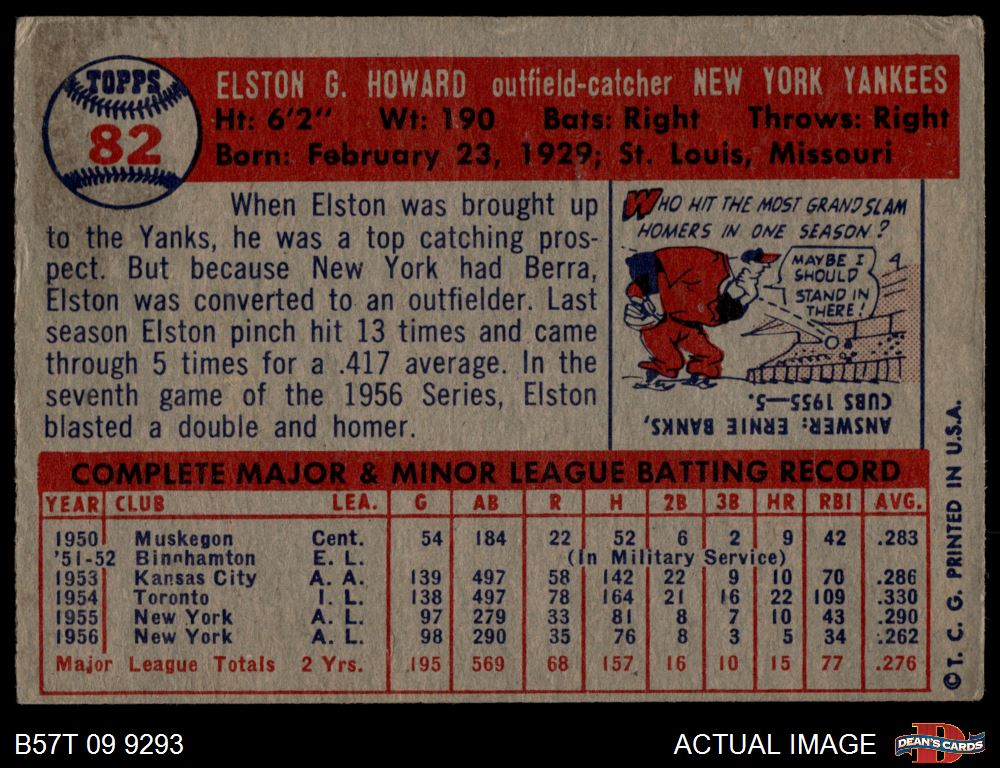 TOPPS
82
ELSTON G. HOWARD outfield-catcher NEW YORK YANKEES
Ht: 6'2" Wt: 190 Bats: Right Throws: Right
Born: February 23, 1929; St. Louis, Missouri
When Elston was brought up
to the Yanks, he was a top catching pros-
pect. But because New York had Berra,
Elston was converted to an outfielder. Last
season Elston pinch hit 13 times and came
through 5 times for a .417 average. In the
seventh game of the 1956 Series, Elston
blasted a double and homer.
WHO HIT THE MOST GRAND SLAM
HOMERS IN ONE SEASON?
MAYBE I
SHOULD
STAND IN
THERE!
4
ANSWER: ERNIE BANKS,
CUBS 1955—5.
COMPLETE MAJOR & MINOR LEAGUE BATTING RECORD
YEAR CLUB LEA. G AB R H 2B 3B HR RBI AVG.
1950 Muskegon Cent. 54 184 22 52 6 2 9 42 .283
'51-52 Binghamton E. L. (In Military Service)
1953 Kansas City A. A. 139 497 58 142 22 9 10 70 .286
1954 Toronto I. L. 138 497 78 164 21 16 22 109 .330
1955 New York A. L. 97 279 33 81 8 7 10 43 .290
1956 New York A. L. 98 290 35 76 8 3 5 34 .262
Major League Totals 2 Yrs. 195 569 68 157 16 10 15 77 .276
©T. C. G. PRINTED IN U.S.A.
B57T 09 9293
ACTUAL IMAGE
D
DEAN'S CARDS